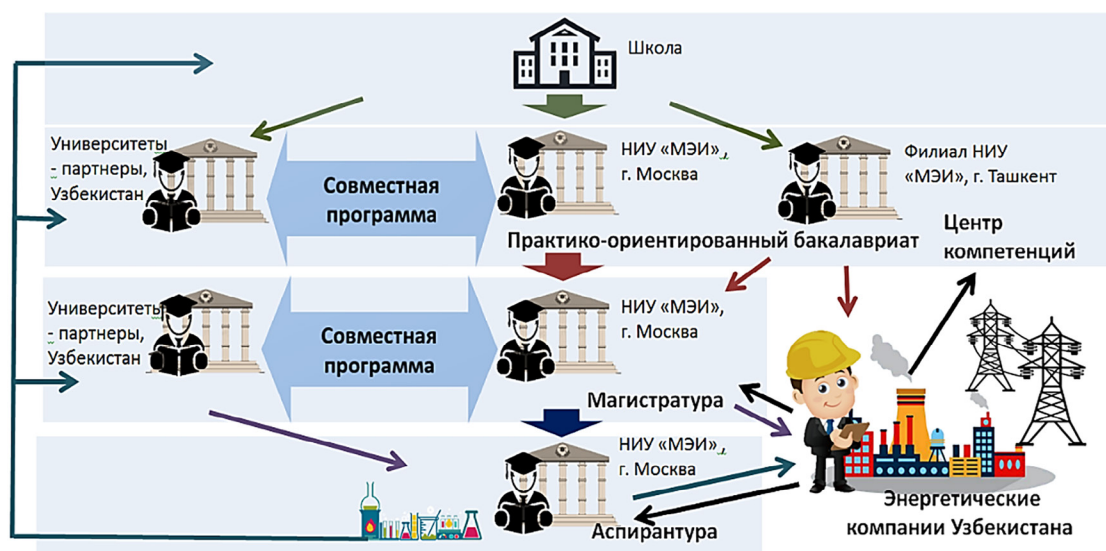 Школа
Университеты
- партнеры,
Узбекистан
Совместная
программа
НИУ «МЭИ»,
г. Москва
Филиал НИУ
«МЭИ», г. Ташкент
Практико-ориентированный бакалавриат
Центр
компетенций
Университеты
- партнеры,
Узбекистан
Совместная
программа
НИУ «МЭИ»,
г. Москва
Магистратура
НИУ «МЭИ»,
г. Москва
Аспирантура
Энергетические
компании Узбекистана